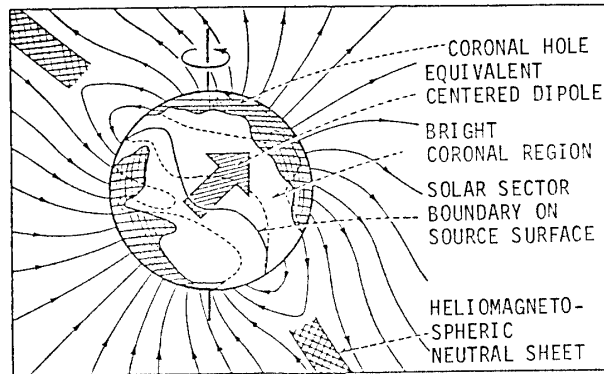 CORONAL HOLE
EQUIVALENT
CENTERED DIPOLE
BRIGHT
CORONAL REGION
SOLAR SECTOR
BOUNDARY ON
SOURCE SURFACE
HELIOMAGNETO-
SPHERIC
NEUTRAL SHEET